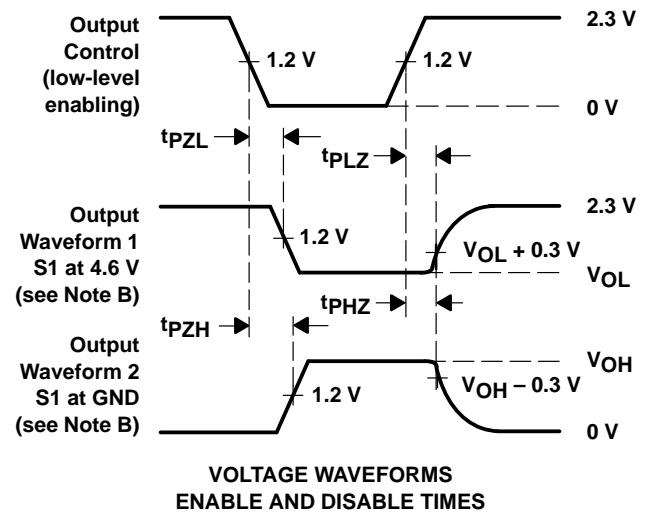 Output
Control
(low-level
enabling)
2.3 V
1.2 V
1.2 V
0 V
tPZL
tPLZ
Output
Waveform 1
S1 at 4.6 V
(see Note B)
2.3 V
1.2 V
VOL + 0.3 V
VOL
tPHZ
tPZH
Output
Waveform 2
S1 at GND
(see Note B)
VOH
1.2 V
VOH – 0.3 V
0 V
VOLTAGE WAVEFORMS
ENABLE AND DISABLE TIMES